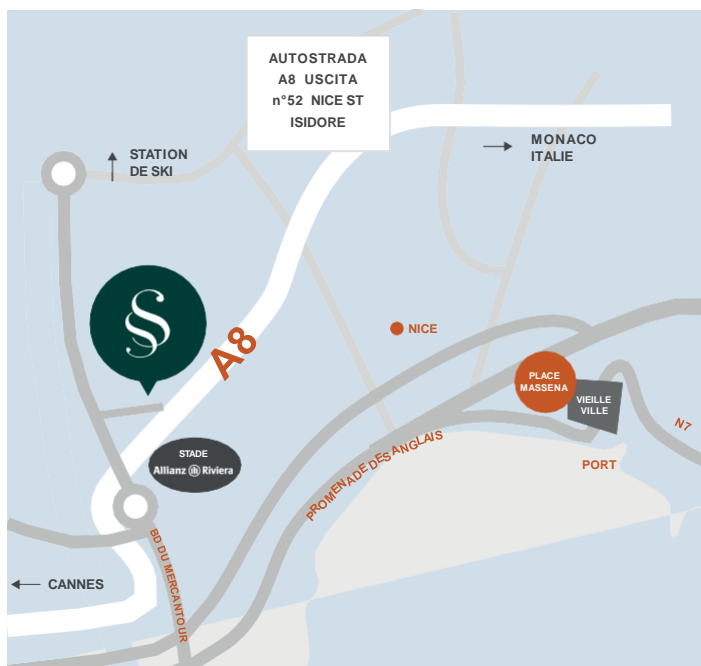 AUTOSTRADA
A8 USCITA
n°52 NICE ST
ISIDORE
STATION
DE SKI
MONACO
ITALIE
A8
NICE
PLACE
MASSENA
VIEILLE
VILLE
N7
STADE
Allianz Riviera
PROMENADE DES ANGLAIS
PORT
BD DU MERCANTOUR
CANNES